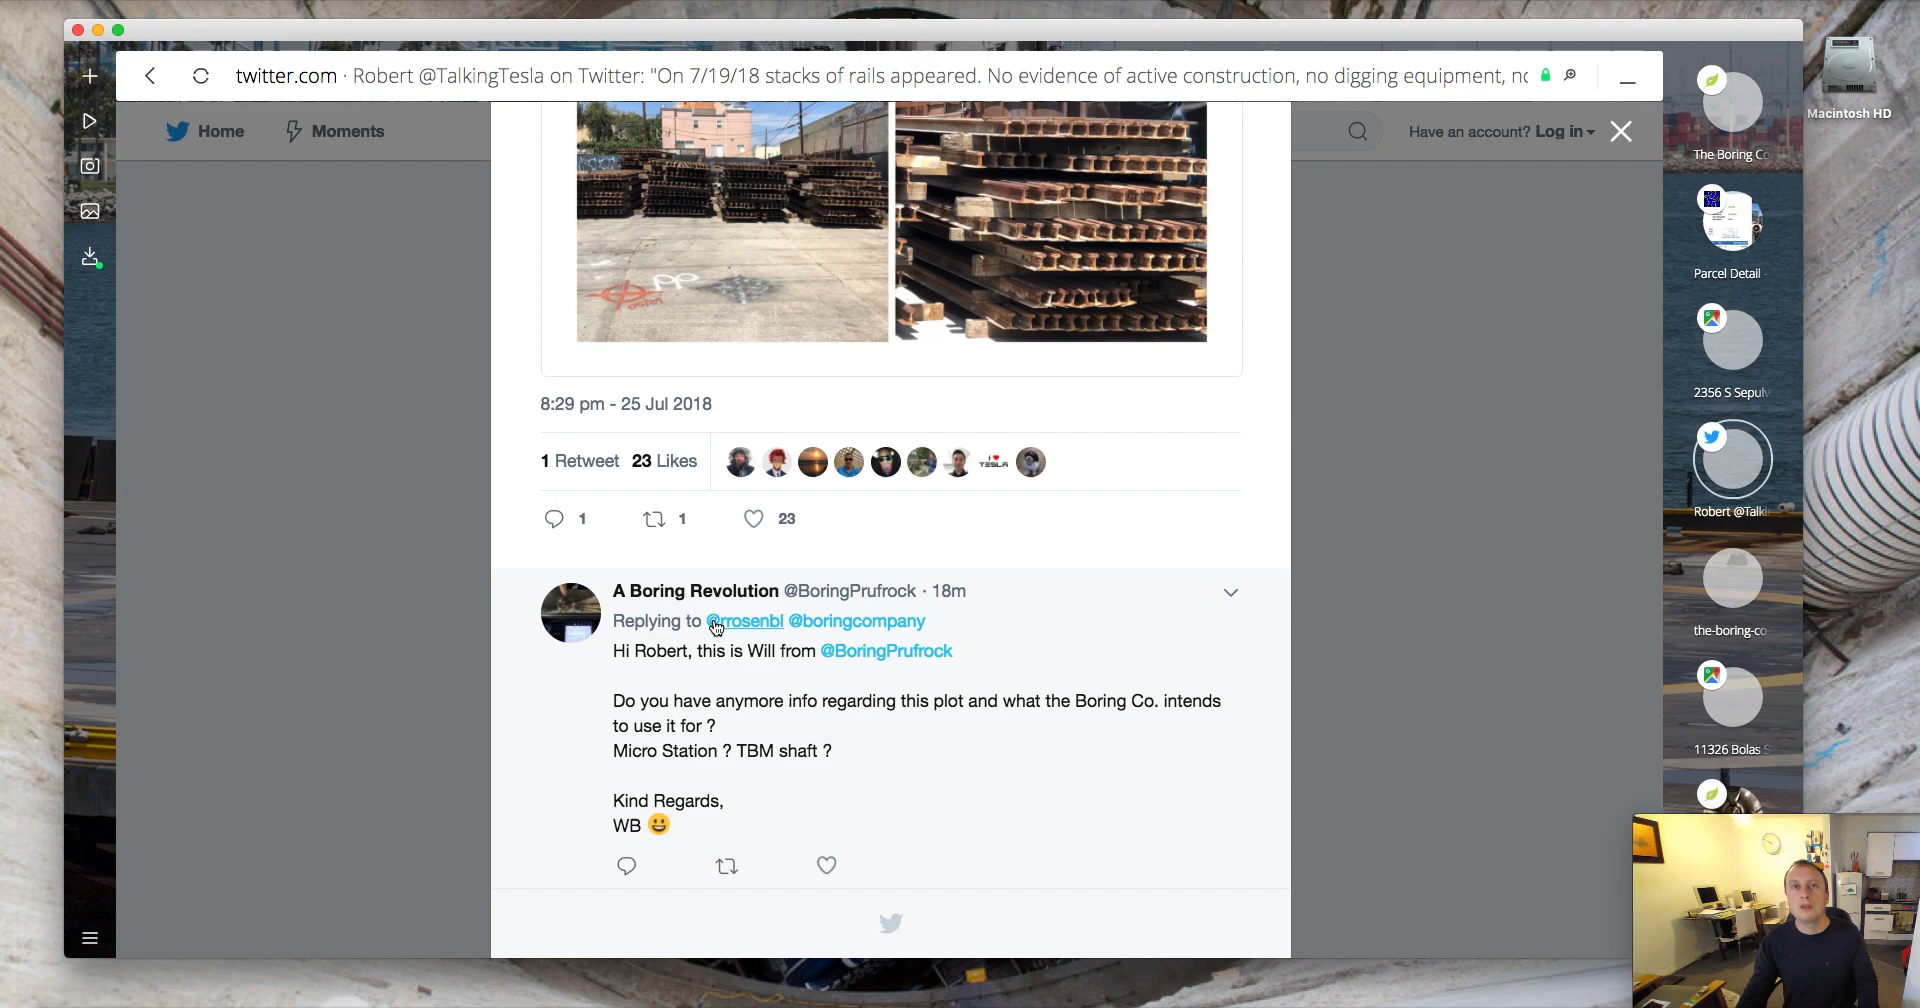 twitter.com · Robert @TalkingTesla on Twitter: "On 7/19/18 stacks of rails appeared. No evidence of active construction, no digging equipment, nc
Macintosh HD
Home
Moments
Have an account? Log in
8:29 pm - 25 Jul 2018
1 Retweet 23 Likes
I ♥ TESLA
1
1
23
A Boring Revolution @BoringPrufrock · 18m
Replying to @rrosenbl @boringcompany
Hi Robert, this is Will from @BoringPrufrock
Do you have anymore info regarding this plot and what the Boring Co. intends
to use it for ?
Micro Station ? TBM shaft ?
Kind Regards,
WB 😃
The Boring Co
Parcel Detail -
2356 S Sepulv
Robert @Talki
the-boring-co
11326 Bolas S